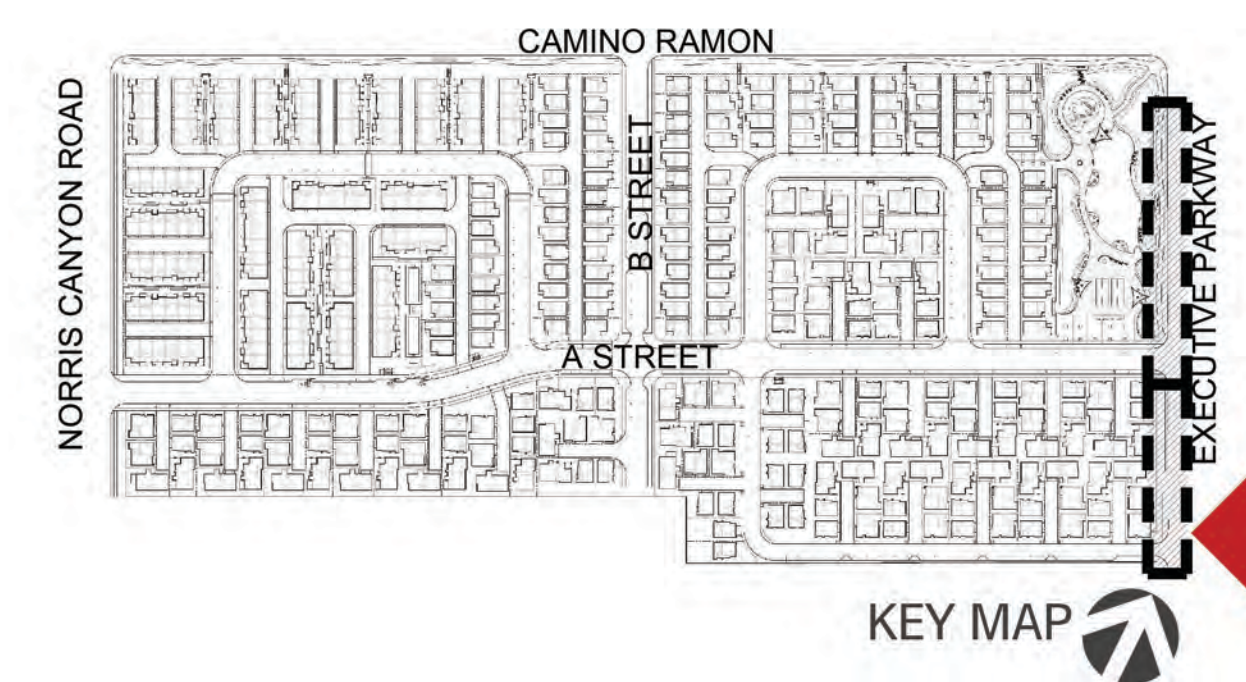 CAMINO RAMON
NORRIS CANYON ROAD
B STREET
EXECUTIVE PARKWAY
A STREET
KEY MAP